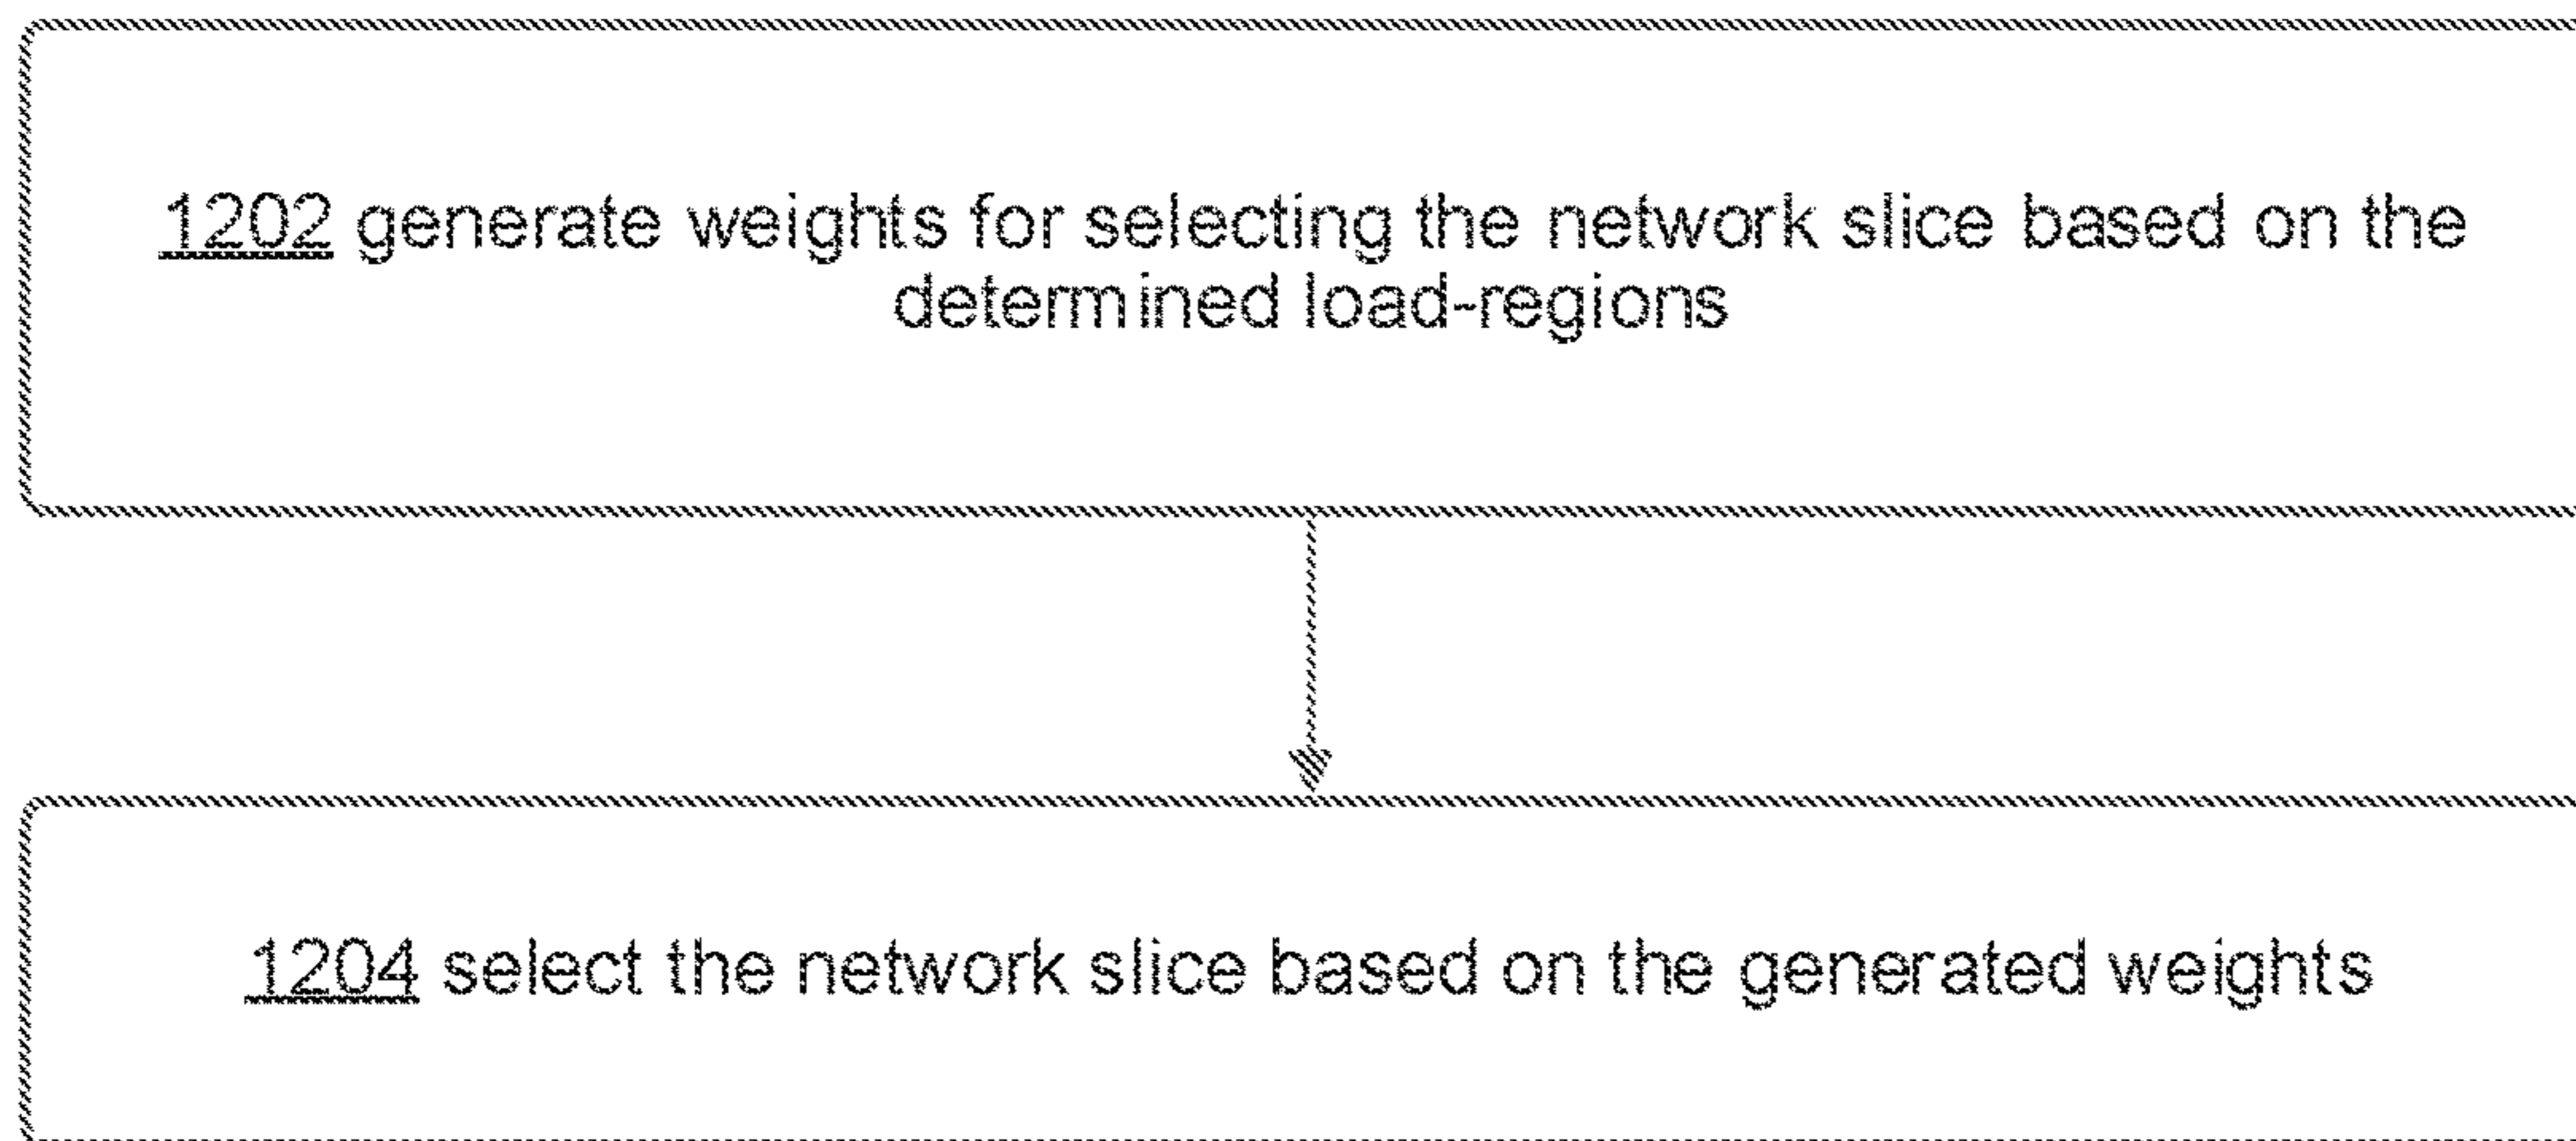 1202 generate weights for selecting the network slice based on the
determined load-regions
1204 select the network slice based on the generated weights